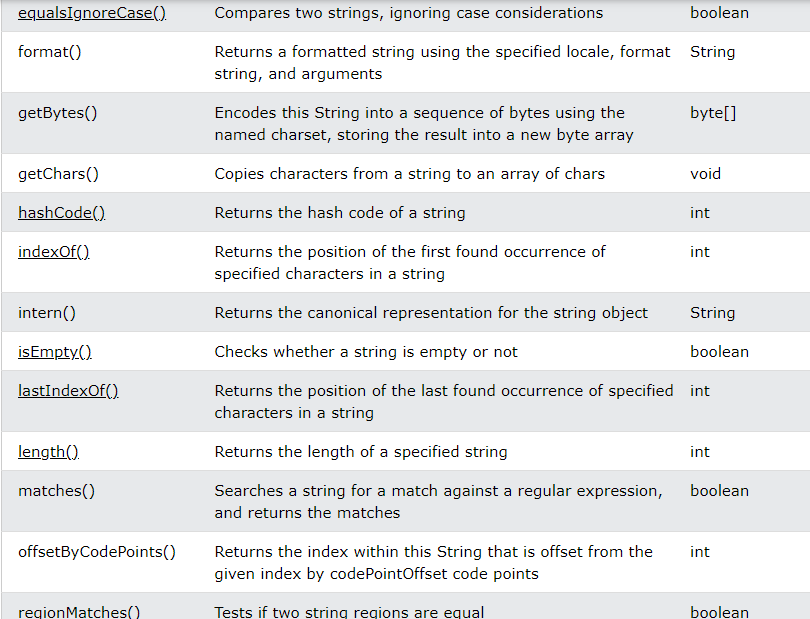 equalsIgnoreCase() Compares two strings, ignoring case considerations boolean
format() Returns a formatted string using the specified locale, format String
string, and arguments
getBytes() Encodes this String into a sequence of bytes using the byte[]
named charset, storing the result into a new byte array
getChars() Copies characters from a string to an array of chars void
hashCode() Returns the hash code of a string int
indexOf() Returns the position of the first found occurrence of int
specified characters in a string
intern() Returns the canonical representation for the string object String
isEmpty() Checks whether a string is empty or not boolean
lastIndexOf() Returns the position of the last found occurrence of specified int
characters in a string
length() Returns the length of a specified string int
matches() Searches a string for a match against a regular expression, boolean
and returns the matches
offsetByCodePoints() Returns the index within this String that is offset from the int
given index by codePointOffset code points
regionMatches() Tests if two string regions are equal boolean